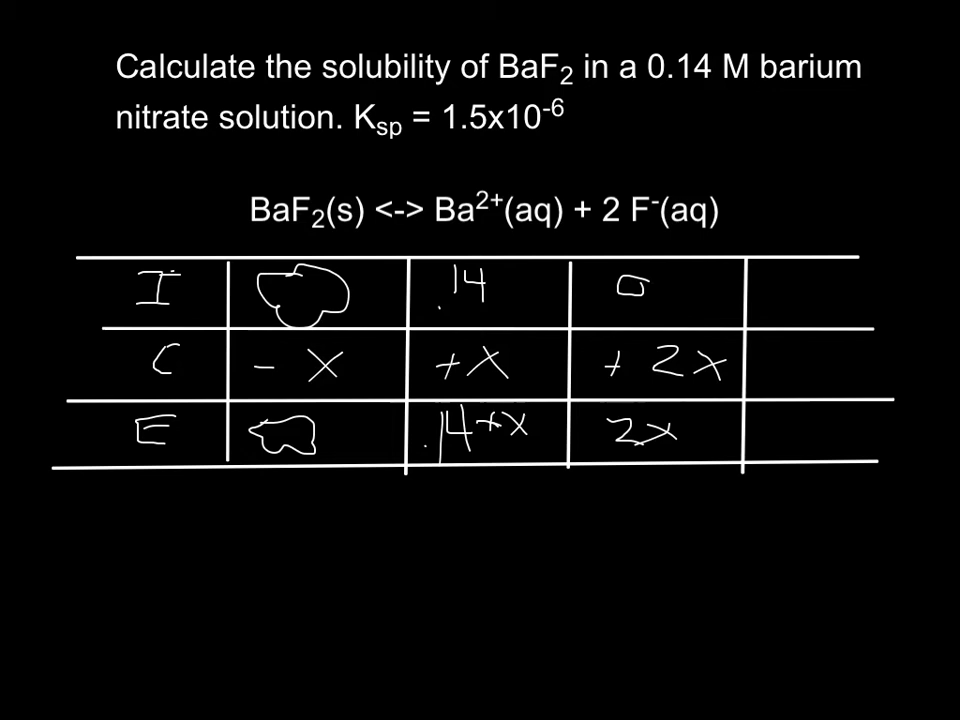 Calculate the solubility of BaF₂ in a 0.14 M barium
nitrate solution. Kₛₚ = 1.5x10⁻⁶
BaF₂(s) <-> Ba²⁺(aq) + 2 F⁻(aq)
I .14 0
C - X +X + 2X
E .14+x 2x